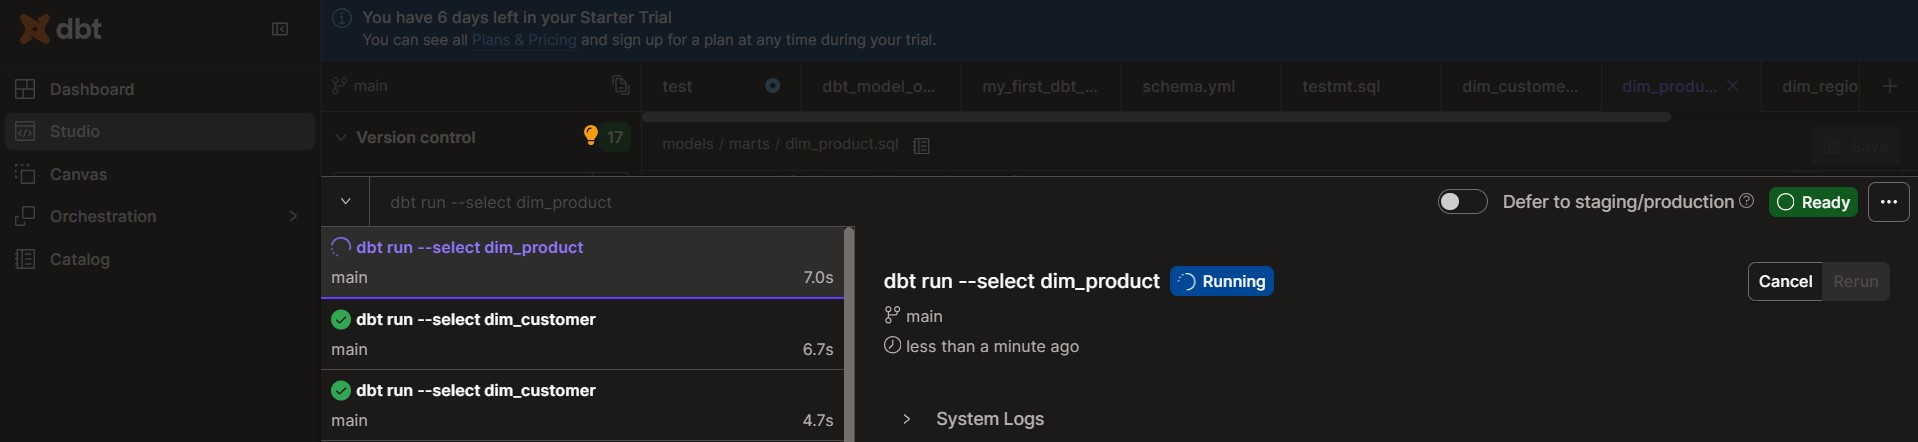 dbt
You have 6 days left in your Starter Trial
You can see all Plans & Pricing and sign up for a plan at any time during your trial.
Dashboard
Studio
Canvas
Orchestration
Catalog
main
test
dbt_model_o...
my_first_dbt_...
schema.yml
testmt.sql
dim_custome...
dim_produ...
dim_regio
Version control
17
models / marts / dim_product.sql
Save
dbt run --select dim_product
Defer to staging/production
Ready
dbt run --select dim_product
main
7.0s
dbt run --select dim_customer
main
6.7s
dbt run --select dim_customer
main
4.7s
dbt run --select dim_product
Running
Cancel
Rerun
main
less than a minute ago
System Logs